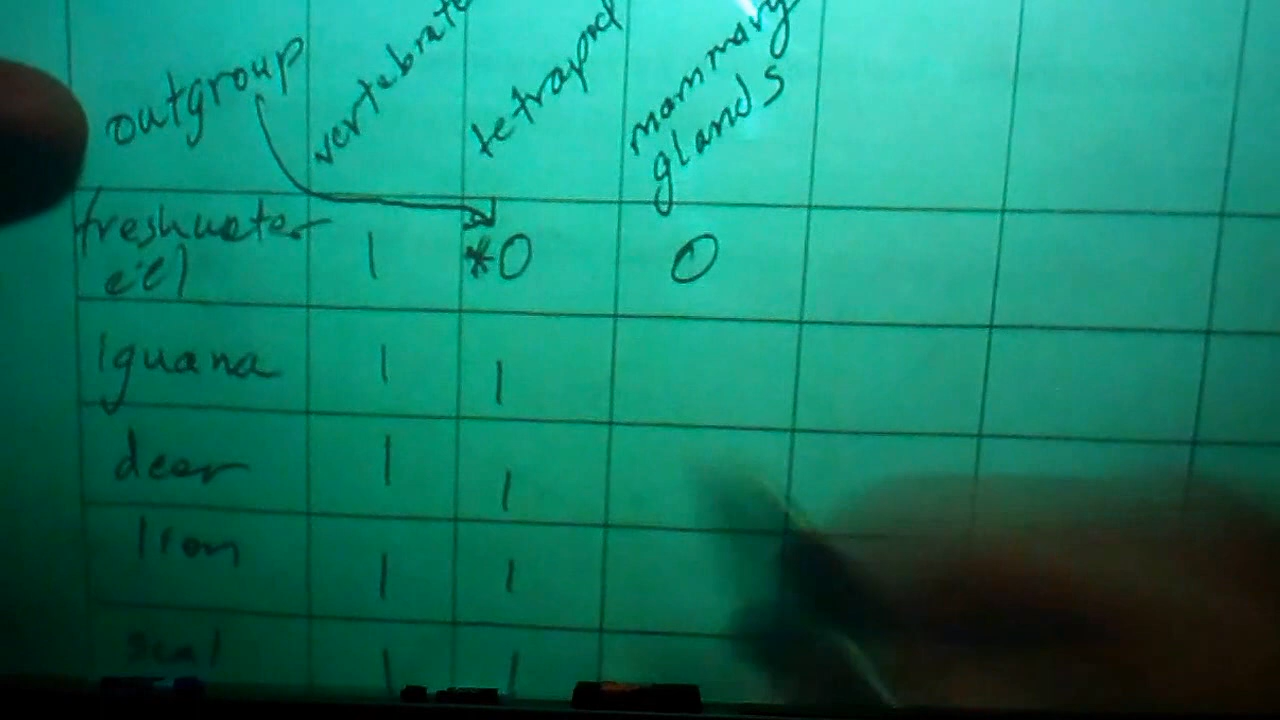 outgroup vertebrate tetrapod mammary
glands
freshwater
eel 1 *0 0
iguana 1 1
deer 1 1
lion 1 1
seal 1 1